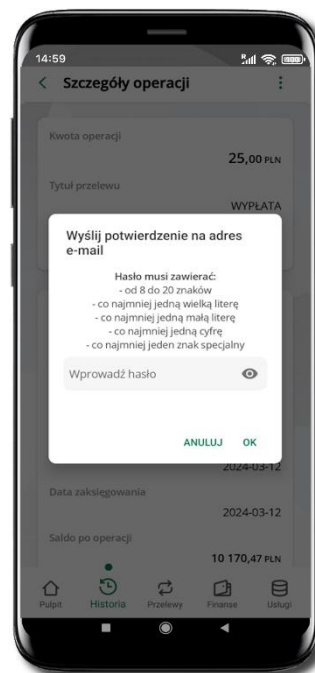 14:59
Szczegóły operacji
Kwota operacji
25,00 PLN
Tytuł przelewu
WYPŁATA
Wyślij potwierdzenie na adres
e-mail
Hasło musi zawierać:
- od 8 do 20 znaków
- co najmniej jedną wielką literę
- co najmniej jedną małą literę
- co najmniej jedną cyfrę
- co najmniej jeden znak specjalny
Wprowadź hasło
ANULUJ OK
2024-03-12
Data zaksięgowania
2024-03-12
Saldo po operacji
10 170,47 PLN
Pulpit Historia Przelewy Finanse Usługi